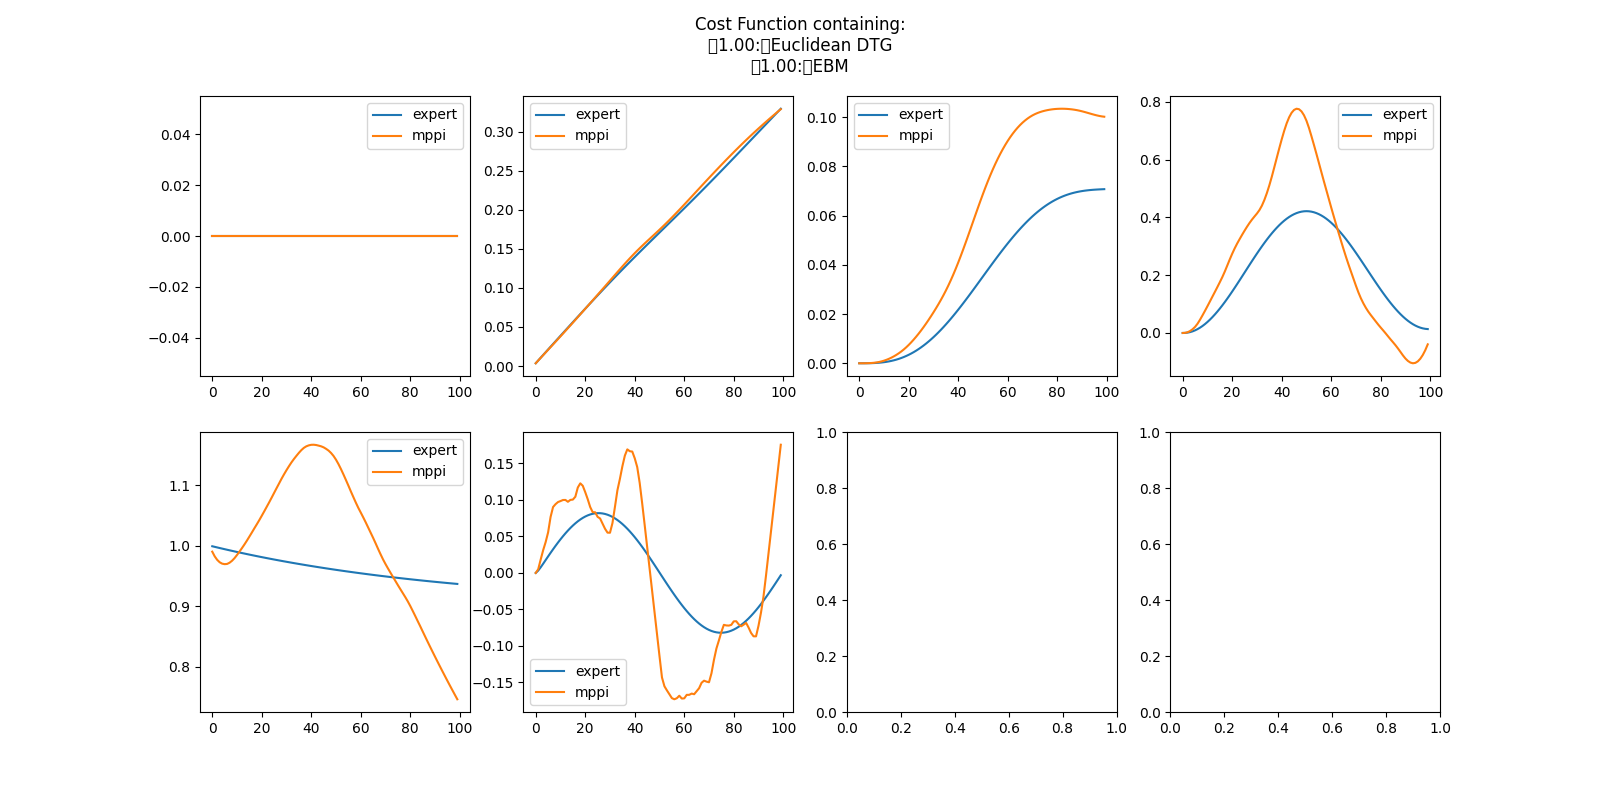 Cost Function containing:
1.00: Euclidean DTG
1.00: EBM
expert
mppi
0.04
0.02
0.00
−0.02
−0.04
0 20 40 60 80 100
expert
mppi
0.30
0.25
0.20
0.15
0.10
0.05
0.00
0 20 40 60 80 100
expert
mppi
0.10
0.08
0.06
0.04
0.02
0.00
0 20 40 60 80 100
expert
mppi
0.8
0.6
0.4
0.2
0.0
0 20 40 60 80 100
expert
mppi
1.1
1.0
0.9
0.8
0 20 40 60 80 100
0.15
0.10
0.05
0.00
−0.05
−0.10
−0.15
expert
mppi
0 20 40 60 80 100
1.0
0.8
0.6
0.4
0.2
0.0
0.0 0.2 0.4 0.6 0.8 1.0
1.0
0.8
0.6
0.4
0.2
0.0
0.0 0.2 0.4 0.6 0.8 1.0